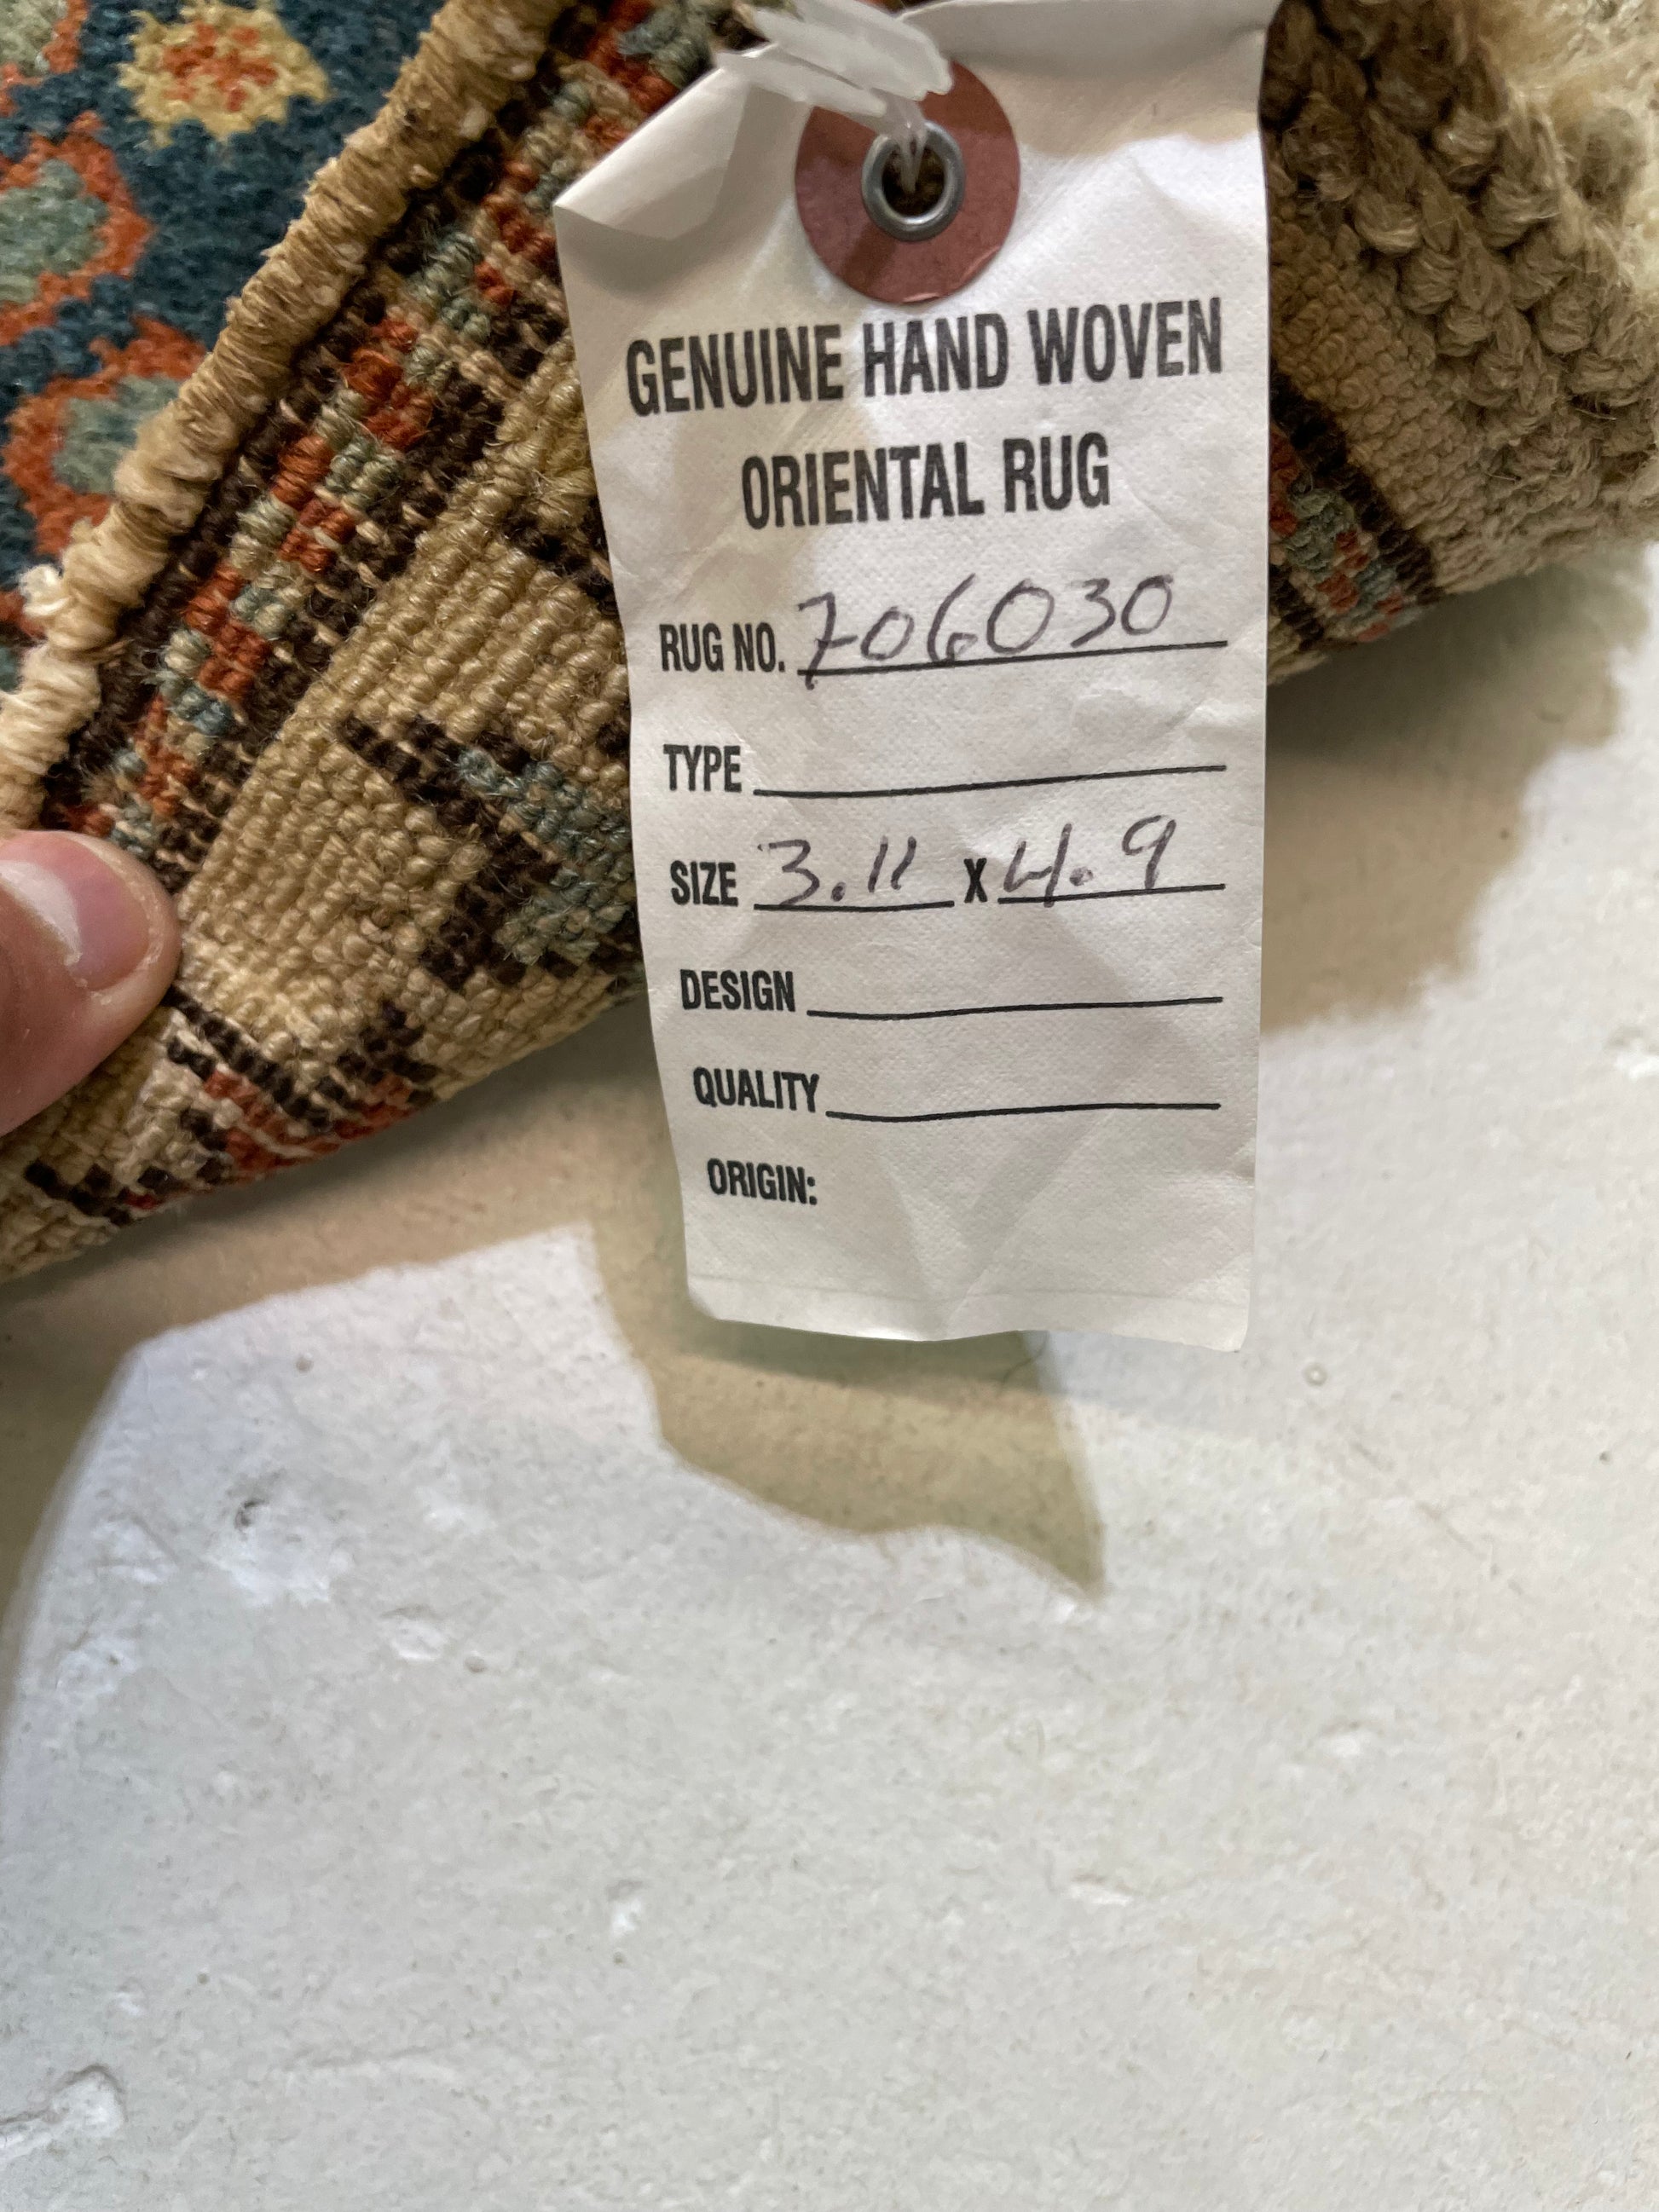 GENUINE HAND WOVEN
ORIENTAL RUG
RUG NO. 706030
TYPE
SIZE 3.11 X 4.9
DESIGN
QUALITY
ORIGIN: